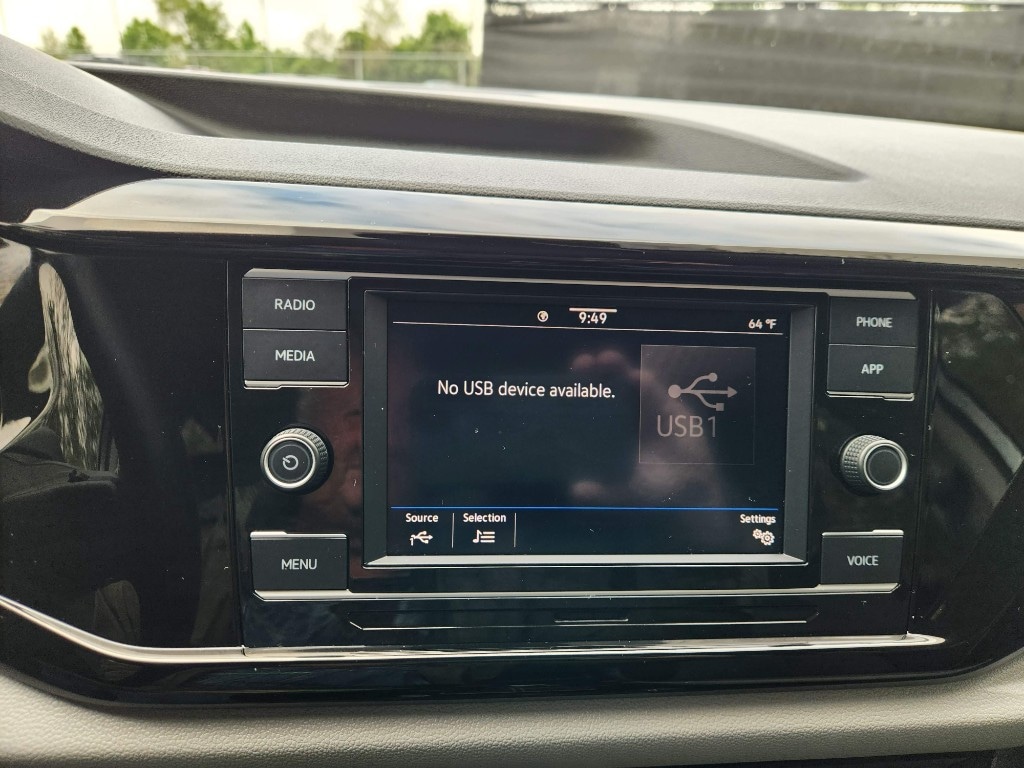 RADIO
MEDIA
MENU
9:49
64 °F
No USB device available.
USB1
Source
Selection
Settings
PHONE
APP
VOICE